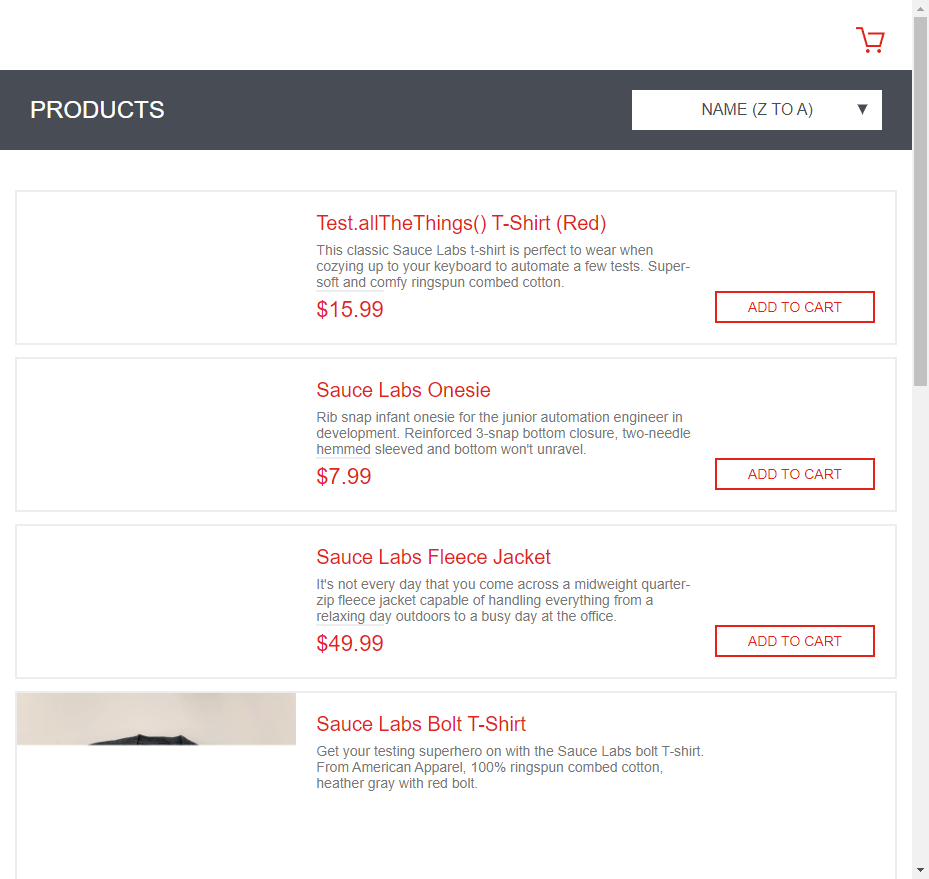 PRODUCTS
NAME (Z TO A)
Test.allTheThings() T-Shirt (Red)
This classic Sauce Labs t-shirt is perfect to wear when
cozying up to your keyboard to automate a few tests. Super-
soft and comfy ringspun combed cotton.
$15.99
ADD TO CART
Sauce Labs Onesie
Rib snap infant onesie for the junior automation engineer in
development. Reinforced 3-snap bottom closure, two-needle
hemmed sleeved and bottom won't unravel.
$7.99
ADD TO CART
Sauce Labs Fleece Jacket
It's not every day that you come across a midweight quarter-
zip fleece jacket capable of handling everything from a
relaxing day outdoors to a busy day at the office.
$49.99
ADD TO CART
Sauce Labs Bolt T-Shirt
Get your testing superhero on with the Sauce Labs bolt T-shirt.
From American Apparel, 100% ringspun combed cotton,
heather gray with red bolt.